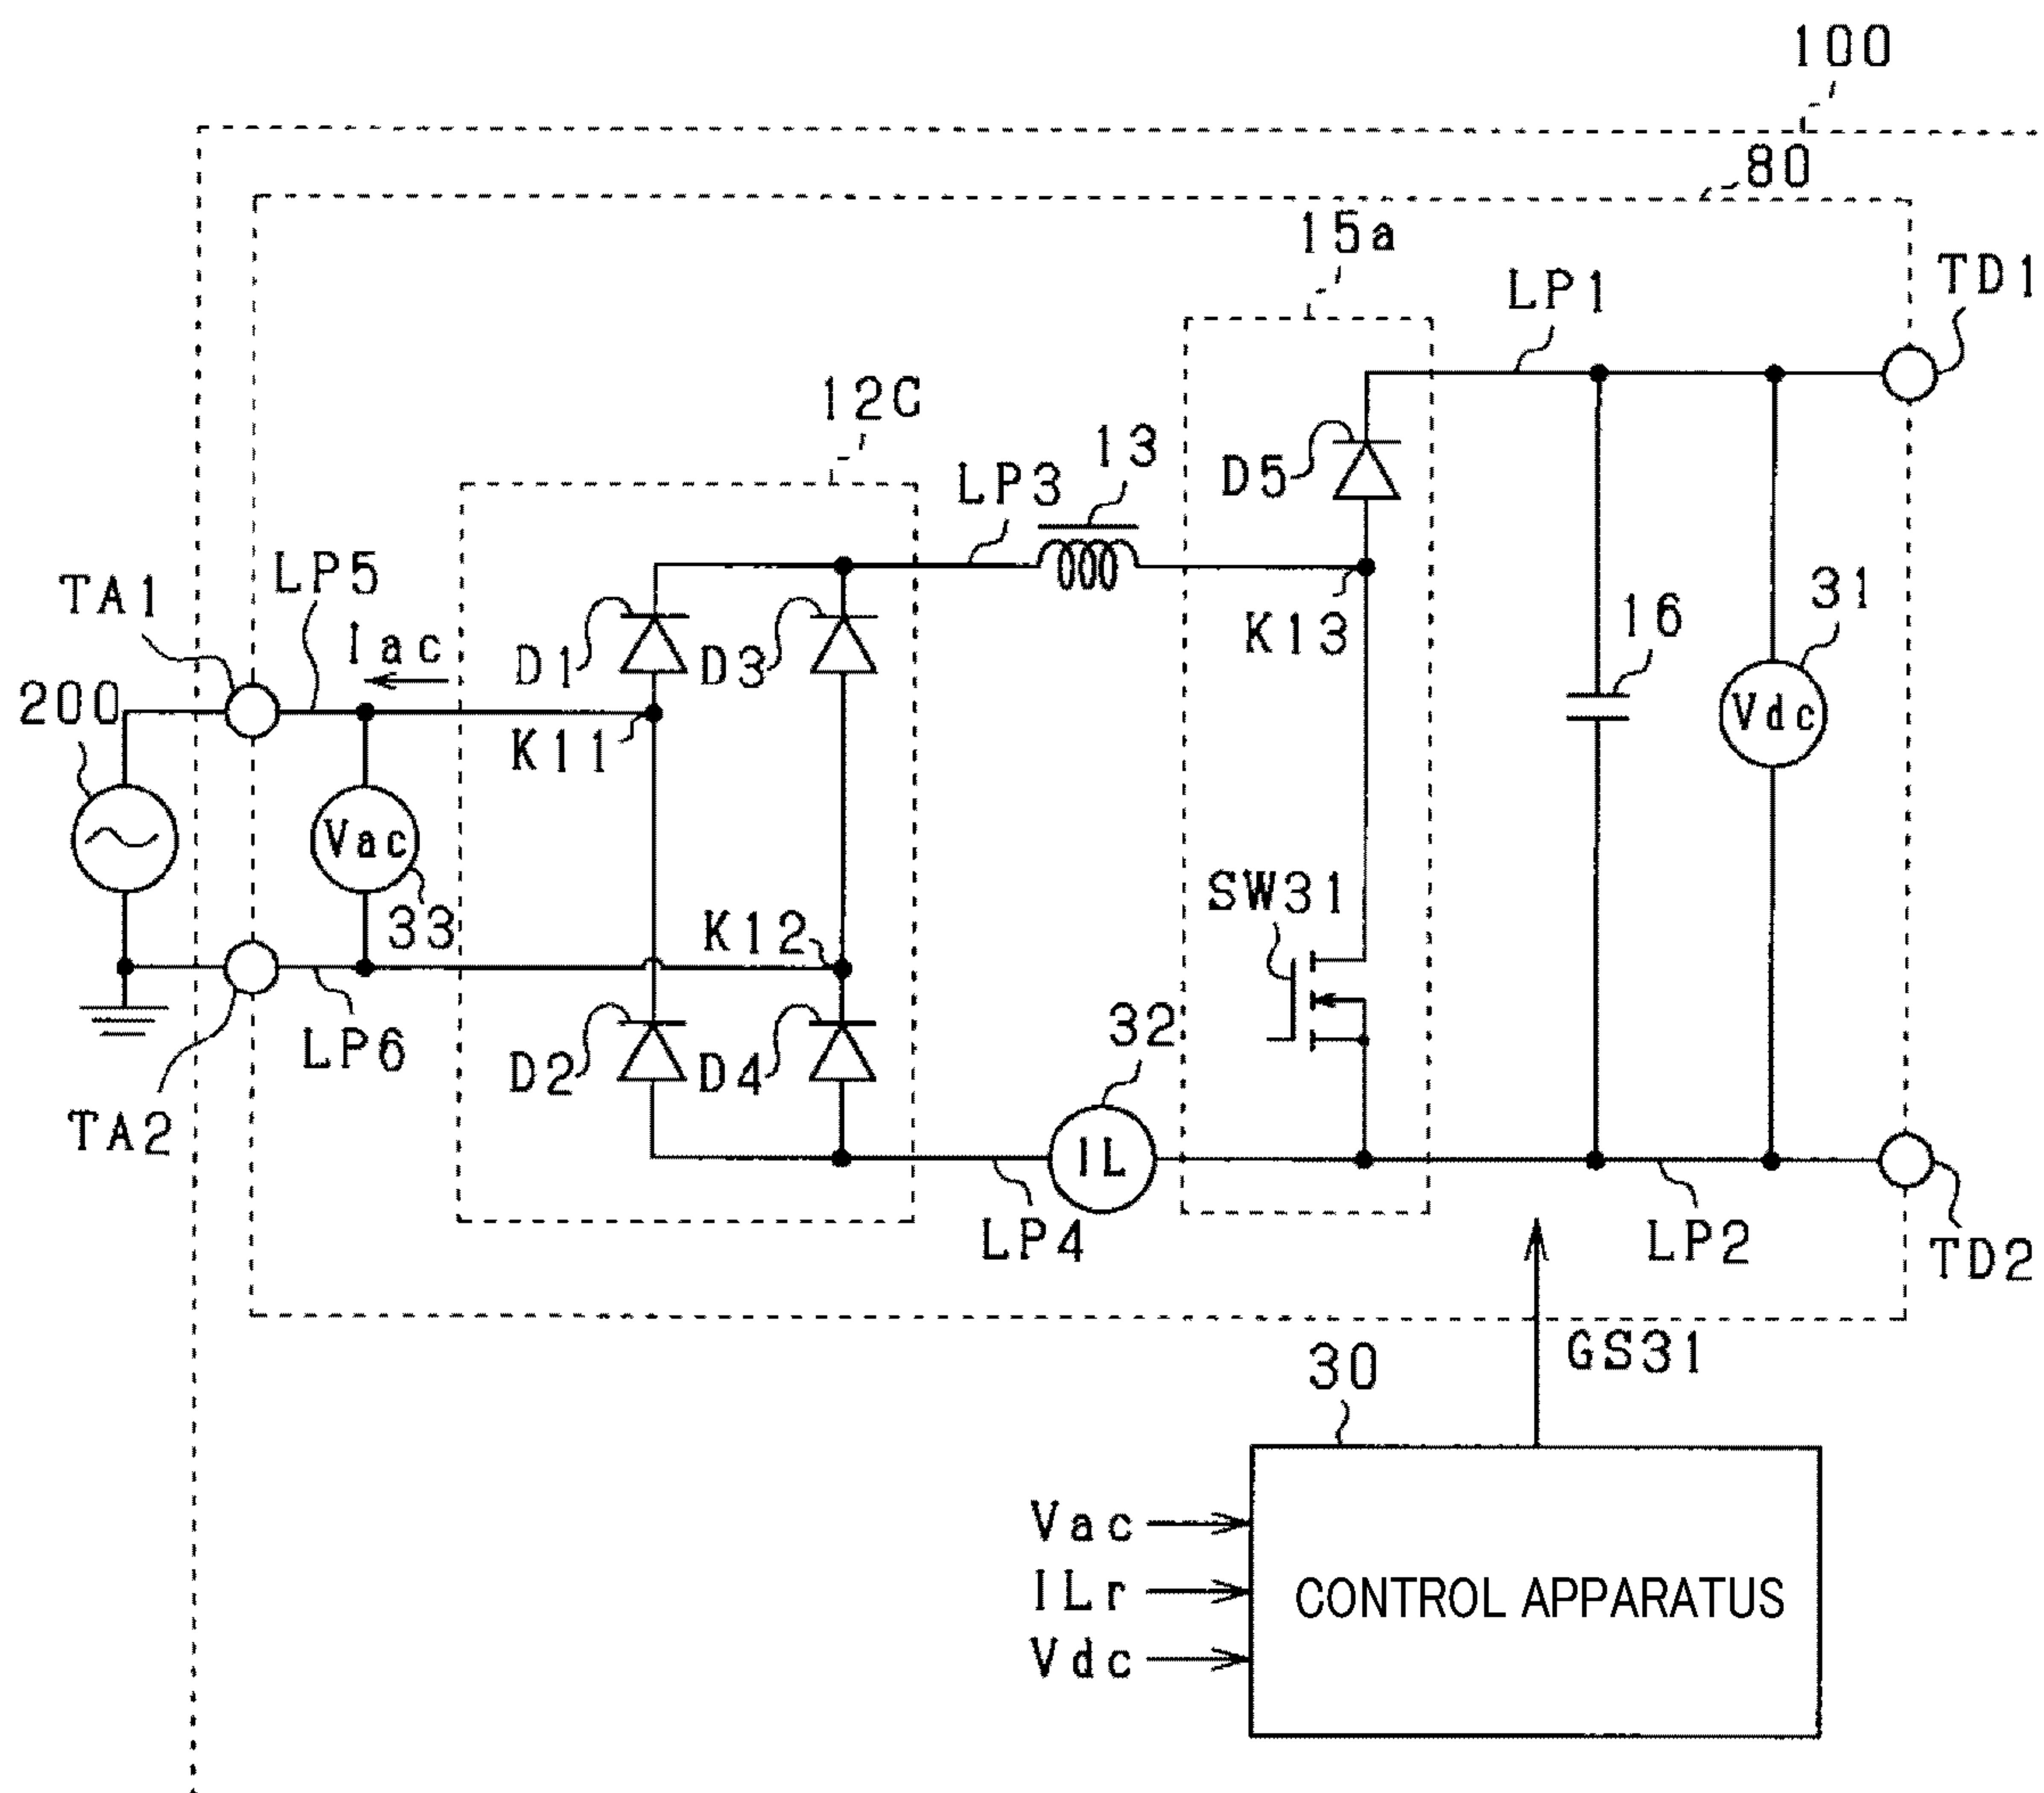 100
80
15a
TD1
LP1
12C
13
D5
LP3
LP5
TA1
Iac
D1
D3
K13
16
31
200
K11
Vdc
Vac
33
K12
SW31
32
LP6
D2
D4
TA2
IL
LP4
LP2
TD2
GS31
30
Vac
ILr
Vdc
CONTROL APPARATUS